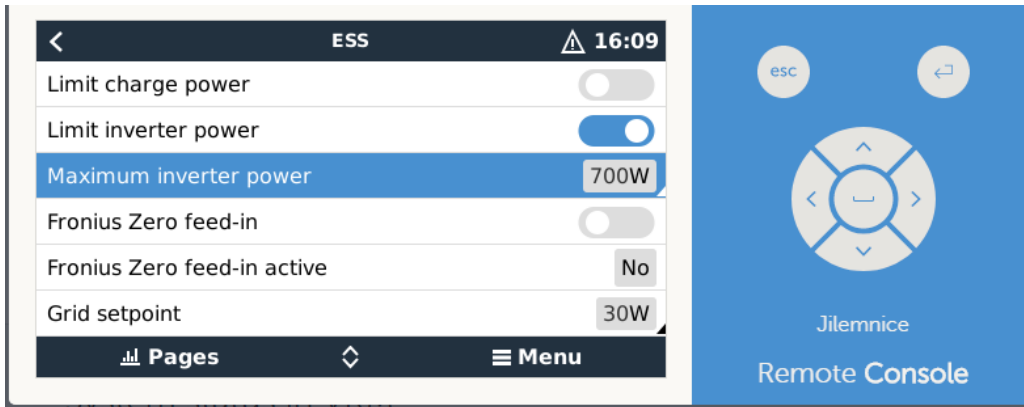 ESS 16:09
Limit charge power
Limit inverter power
Maximum inverter power 700W
Fronius Zero feed-in
Fronius Zero feed-in active No
Grid setpoint 30W
Pages Menu
esc
Jilemnice
Remote Console